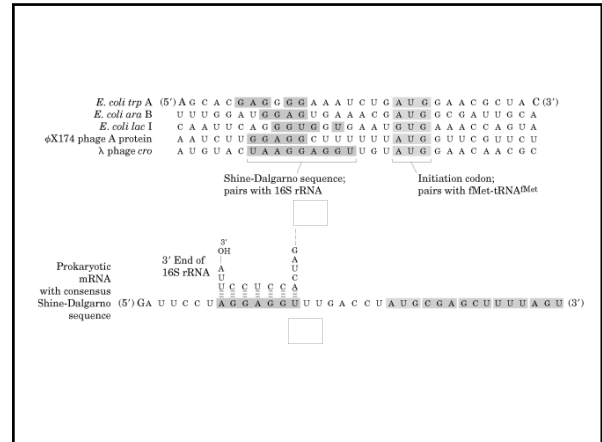 E. coli trp A (5′) A G C A C G A G G G G A A A U C U G A U G G A A C G C U A C (3′)
E. coli ara B U U U G G A U G G A G U G A A A C G A U G G C G A U U G C A
E. coli lac I C A A U U C A G G G U G G U G A A U G U G A A A C C A G U A
ϕX174 phage A protein A A U C U U G G A G G C U U U U U U A U G G U U C G U U C U
λ phage cro A U G U A C U A A G G A G G U U G U A U G G A A C A A C G C
Shine-Dalgarno sequence;
pairs with 16S rRNA
Initiation codon;
pairs with fMet-tRNAfMet
3′
OH
3′ End of
16S rRNA
A
U
U
U C C U C C A
C
U
A
G
Prokaryotic
mRNA
with consensus
Shine-Dalgarno
sequence
(5′) G A U U C C U A G G A G G U U U G A C C U A U G C G A G C U U U U A G U (3′)